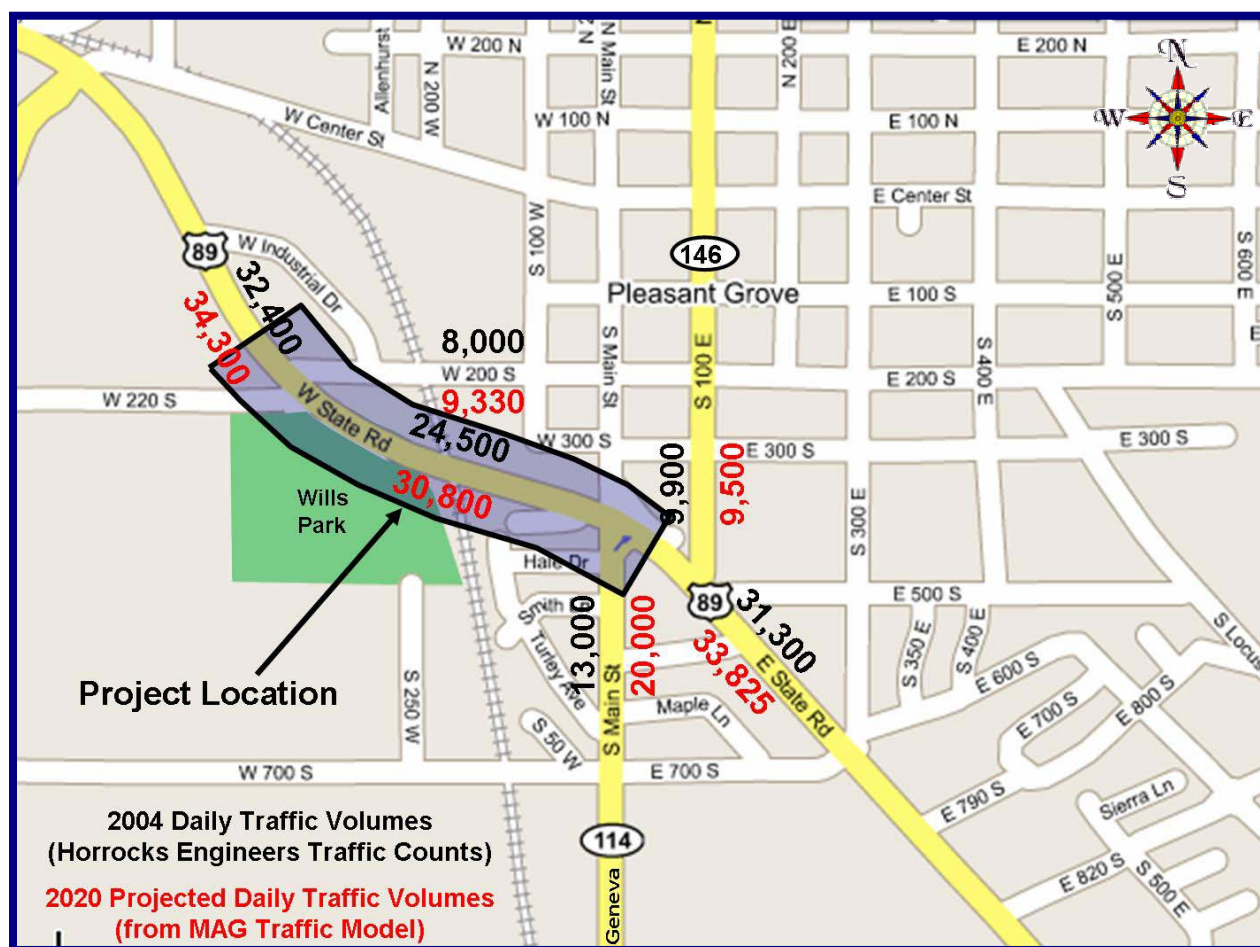 W 200 N
N Main St
E 200 N
E 200 N
Allenhurst
N 200 W
W Center St
W 100 N
E 100 N
N
W
E
S
E Center St
S 100 W
146
89
W Industrial Dr
Pleasant Grove
S 500 E
S 600 E
32,400
34,300
8,000
E 100 S
S Main St
S 100 E
S 400 E
W 200 S
E 200 S
9,330
W 220 S
W State Rd
24,500
W 300 S
E 300 S
E 300 S
30,800
9,900
9,500
Wills
Park
S 300 E
Hale Dr
89
E 500 S
31,300
33,825
13,000
20,000
S Turley Ave
S 350 E
S 400 E
S Locus
E 600 S
Project Location
S 250 W
S Main St
Maple Ln
E State Rd
E 700 S
E 800 S
S 50 W
W 700 S
E 700 S
E 790 S
Sierra Ln
2004 Daily Traffic Volumes
(Horrocks Engineers Traffic Counts)
114
E 820 S
S 500 E
2020 Projected Daily Traffic Volumes
(from MAG Traffic Model)
Geneva